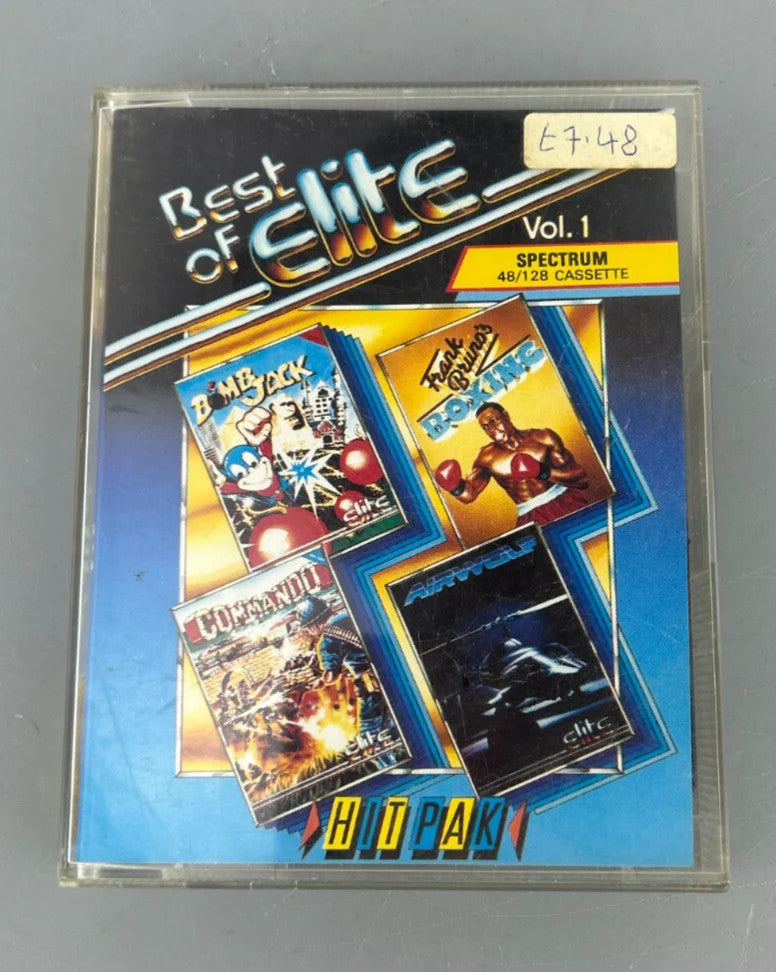 £7.48
Best
of elite
Vol. 1
SPECTRUM
48/128 CASSETTE
BOMB JACK
elite
Frank
Bruno's
BOXING
COMMANDO
elite
AIRWOLF
elite
HIT PAK